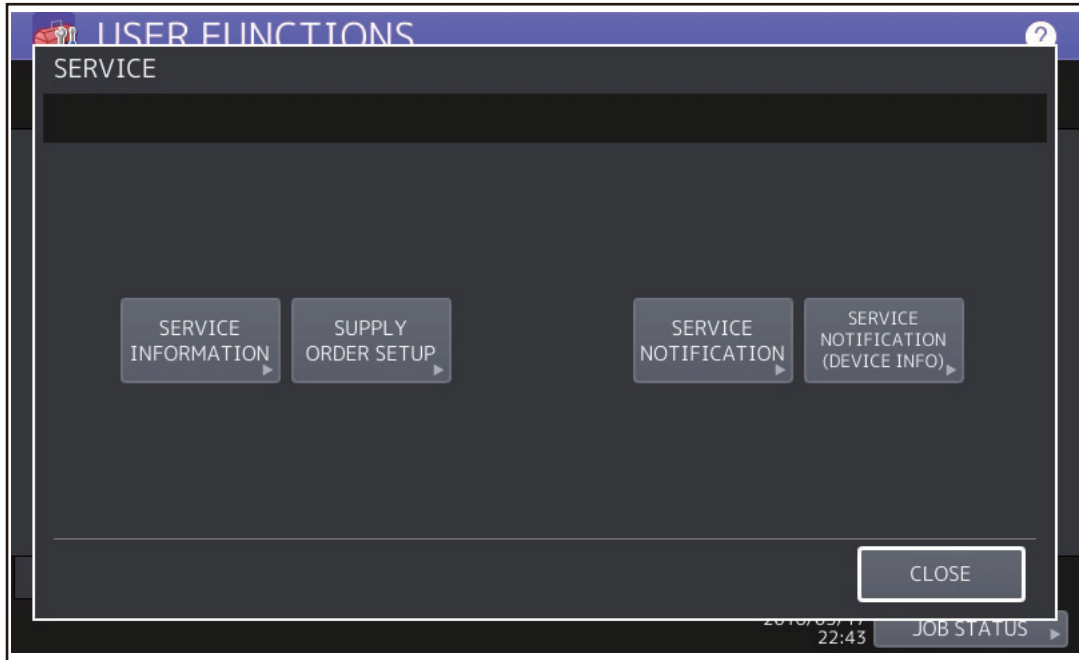 USER FUNCTIONS
?
SERVICE
SERVICE
INFORMATION
SUPPLY
ORDER SETUP
SERVICE
NOTIFICATION
SERVICE
NOTIFICATION
(DEVICE INFO)
CLOSE
22:43
JOB STATUS